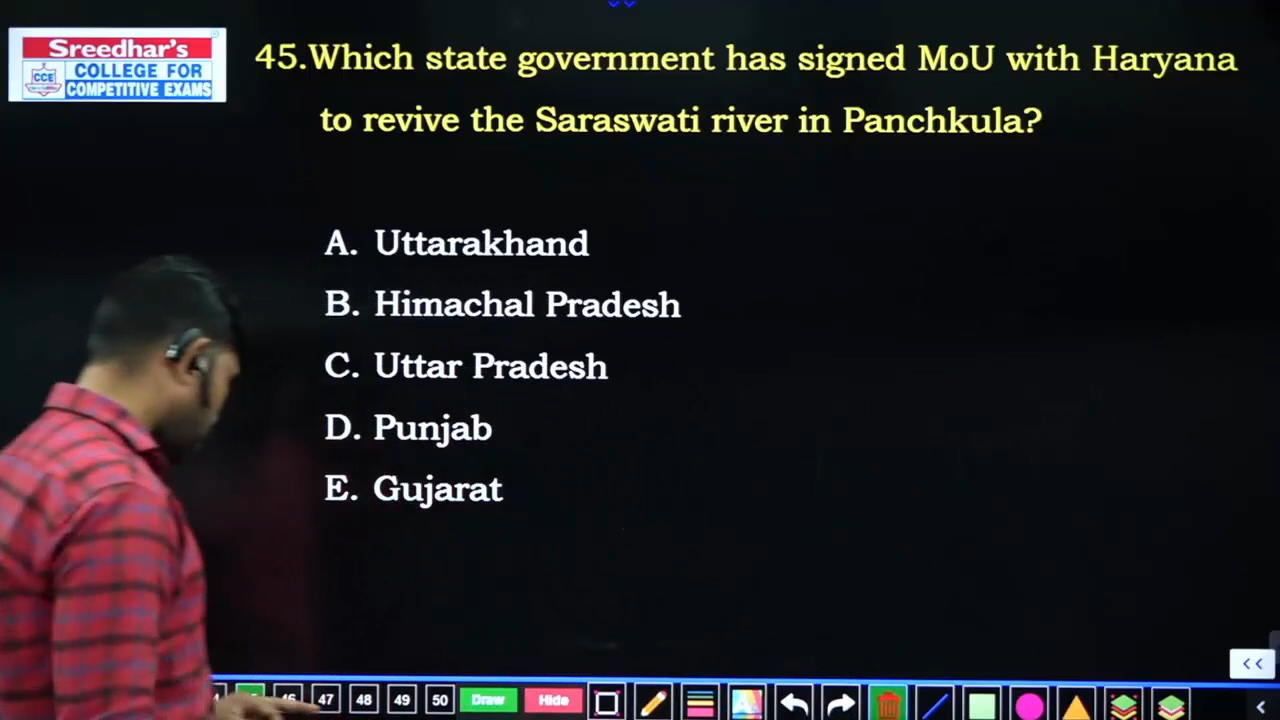 Sreedhar's
CCE
COLLEGE FOR
COMPETITIVE EXAMS
45.Which state government has signed MoU with Haryana
to revive the Saraswati river in Panchkula?
A. Uttarakhand
B. Himachal Pradesh
C. Uttar Pradesh
D. Punjab
E. Gujarat
47 48 49 50 Draw Hide